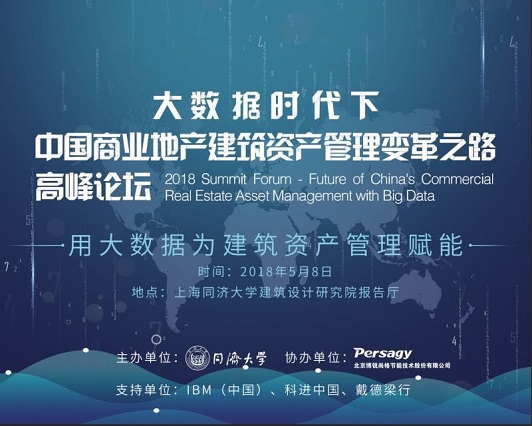 大数据时代下
中国商业地产建筑资产管理变革之路
高峰论坛 2018 Summit Forum - Future of China's Commercial
Real Estate Asset Management with Big Data
用大数据为建筑资产管理赋能
时间：2018年5月8日
地点：上海同济大学建筑设计研究院报告厅
主办单位： 同濟大学 协办单位： Persagy
北京博锐尚格节能技术股份有限公司
支持单位：IBM（中国）、科进中国、戴德梁行